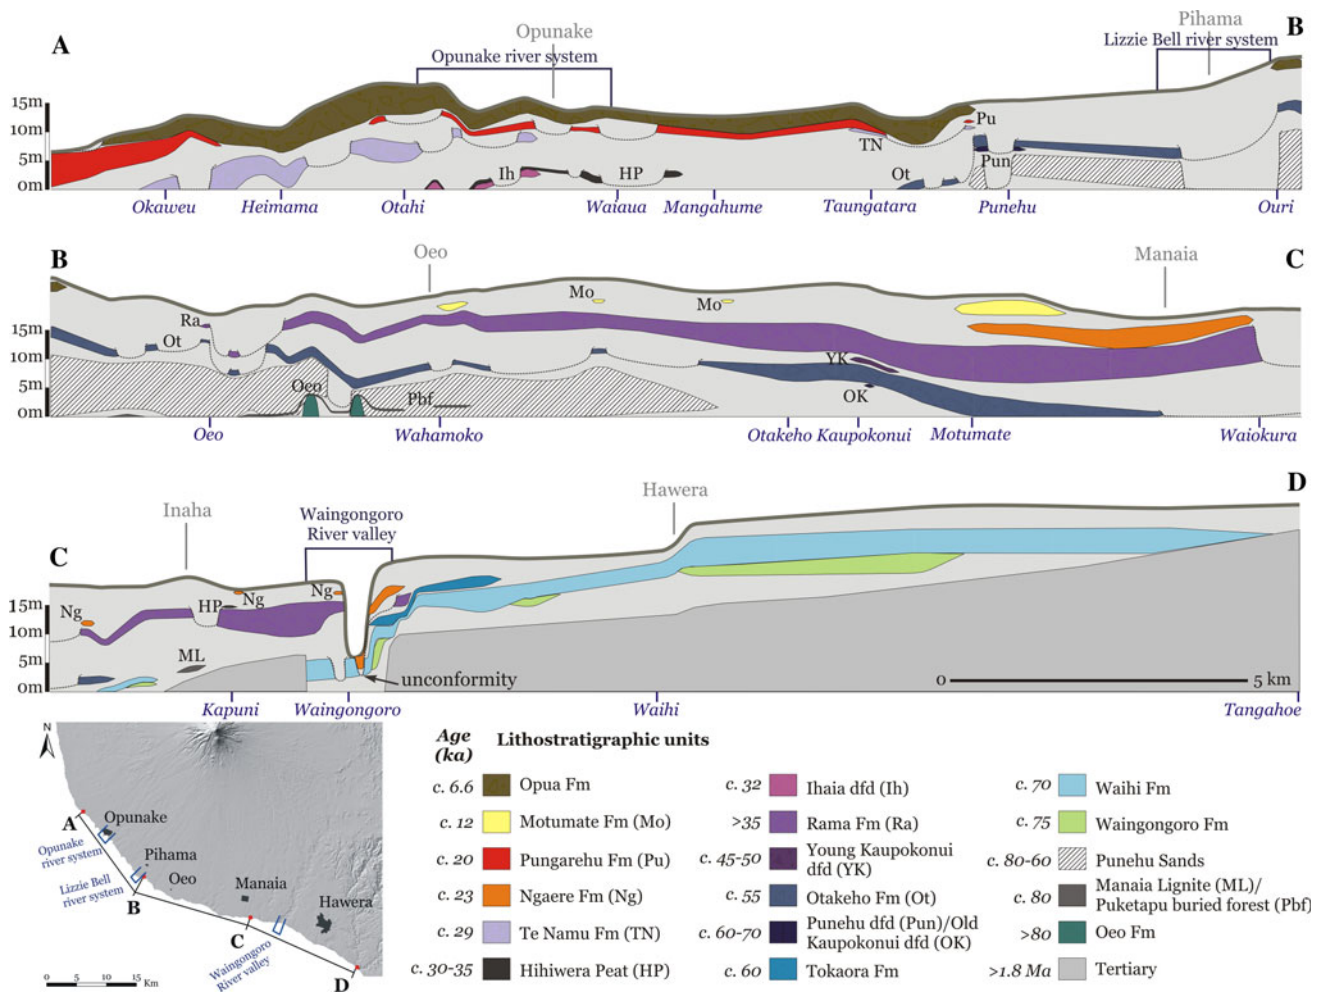 A
Opunake
Opunake river system
Pihama
Lizzie Bell river system
B
15m
10m
5m
0m
Pu
TN
Pun
Ot
Ih
HP
Okaweu
Heimama
Otahi
Waiaua
Mangahume
Taungatara
Punehu
Ouri
B
Oeo
Manaia
C
15m
10m
5m
0m
Ra
Ot
Mo
Mo
YK
OK
Oeo
Pbf
Oeo
Wahamoko
Otakeho
Kaupokonui
Motumate
Waiokura
C
Inaha
Waingongoro
River valley
Hawera
D
15m
10m
5m
0m
Ng
HP
Ng
Ng
ML
unconformity
0
5 km
Kapuni
Waingongoro
Waihi
Tangahoe
N
A
Opunake
Opunake
river system
Pihama
Oeo
Lizzie Bell
river system
B
Manaia
Hawera
C
Waingongoro
River valley
D
0
5
10
15
Km
Age
(ka)
Lithostratigraphic units
c. 6.6
Opua Fm
c. 12
Motumate Fm (Mo)
c. 20
Pungarehu Fm (Pu)
c. 23
Ngaere Fm (Ng)
c. 29
Te Namu Fm (TN)
c. 30-35
Hihiwera Peat (HP)
c. 32
Ihaia dfd (Ih)
>35
Rama Fm (Ra)
c. 45-50
Young Kaupokonui
dfd (YK)
c. 55
Otakeho Fm (Ot)
c. 60-70
Punehu dfd (Pun)/Old
Kaupokonui dfd (OK)
c. 60
Tokaora Fm
c. 70
Waihi Fm
c. 75
Waingongoro Fm
c. 80-60
Punehu Sands
c. 80
Manaia Lignite (ML)/
Puketapu buried forest (Pbf)
>80
Oeo Fm
>1.8 Ma
Tertiary